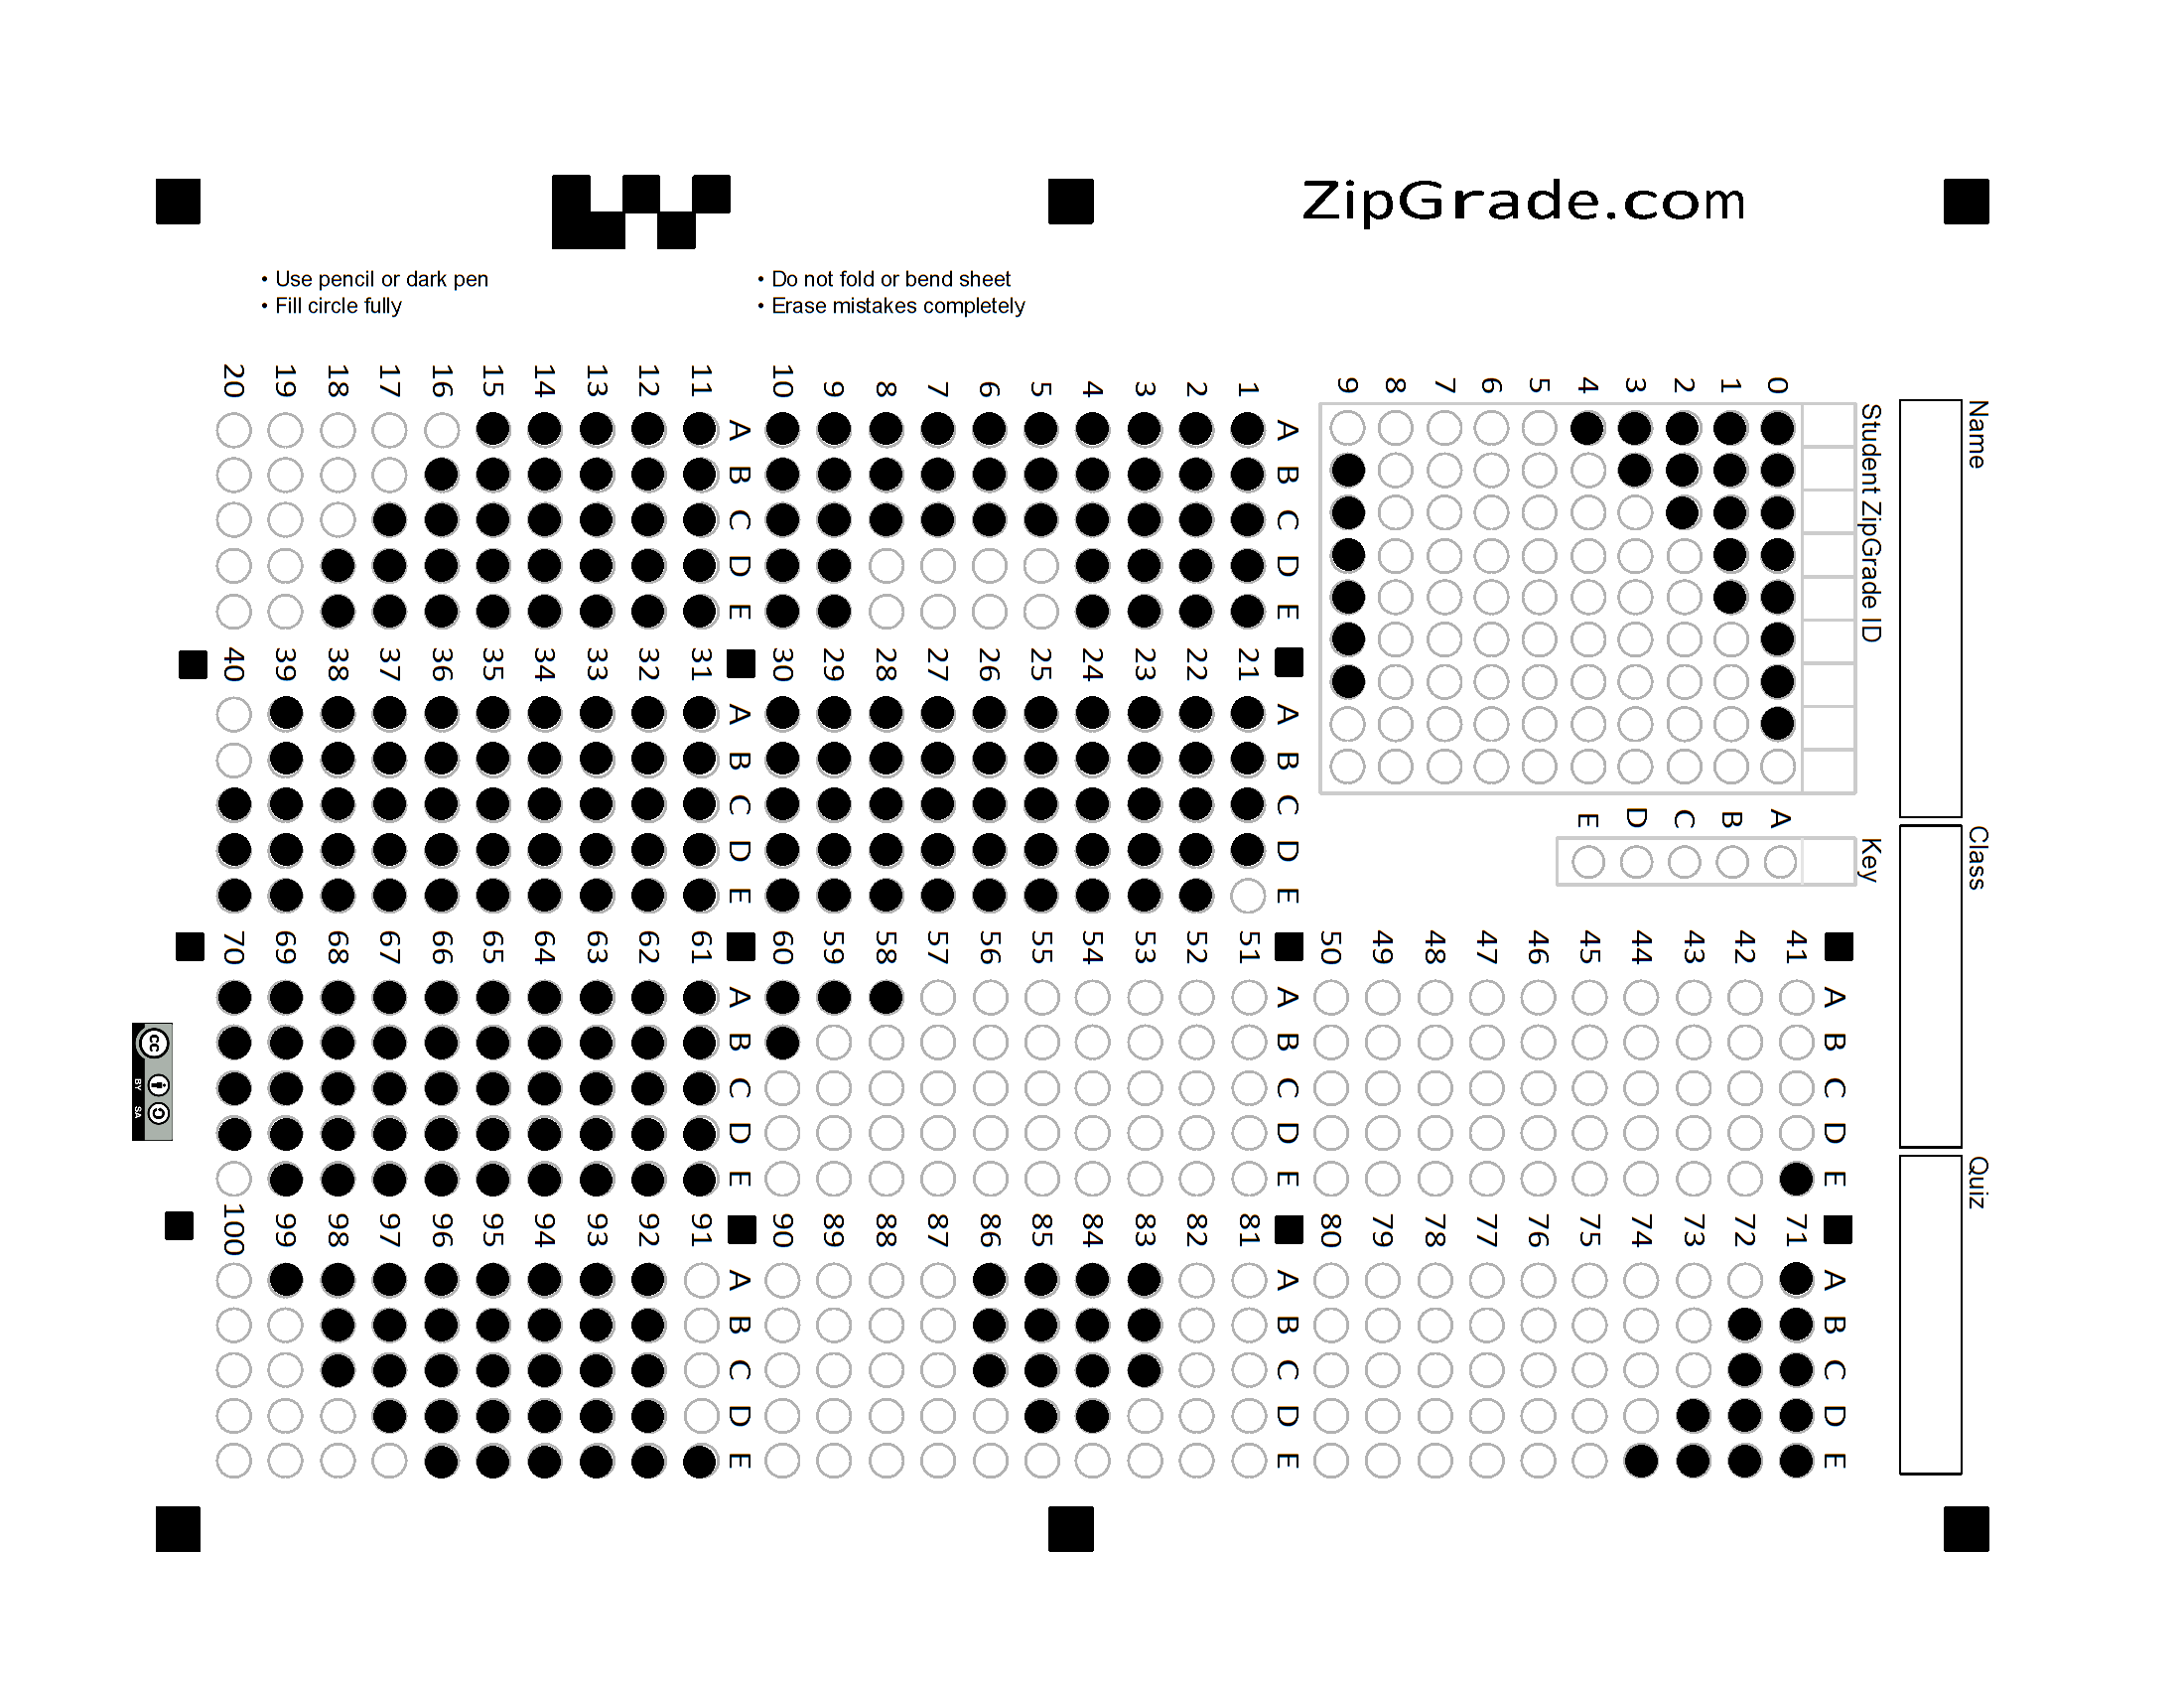 ZipGrade.com
• Use pencil or dark pen
• Fill circle fully
• Do not fold or bend sheet
• Erase mistakes completely
Name
Class
Quiz
Student ZipGrade ID
0 1 2 3 4 5 6 7 8 9
Key
A B C D E
1 2 3 4 5 6 7 8 9 10
A B C D E
11 12 13 14 15 16 17 18 19 20
A B C D E
21 22 23 24 25 26 27 28 29 30
A B C D E
31 32 33 34 35 36 37 38 39 40
A B C D E
41 42 43 44 45 46 47 48 49 50
A B C D E
51 52 53 54 55 56 57 58 59 60
A B C D E
61 62 63 64 65 66 67 68 69 70
A B C D E
71 72 73 74 75 76 77 78 79 80
A B C D E
81 82 83 84 85 86 87 88 89 90
A B C D E
91 92 93 94 95 96 97 98 99 100
A B C D E
cc
BY SA